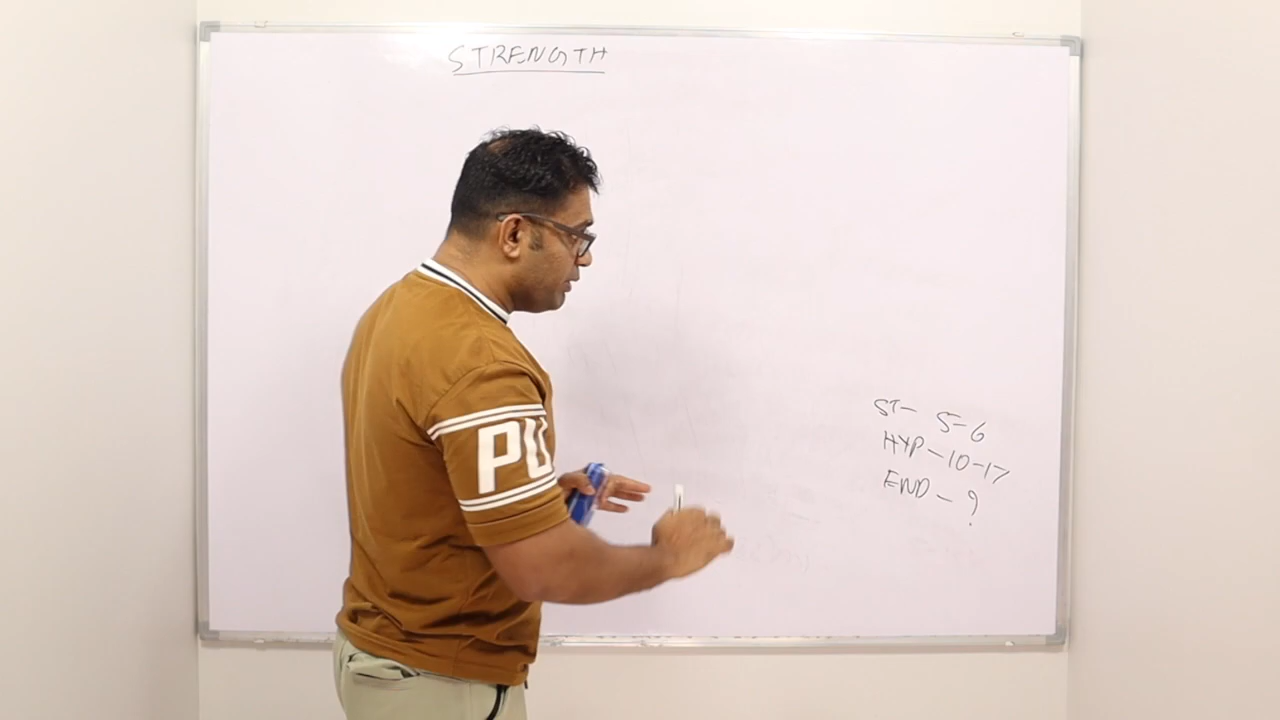 STRENGTH
PU
ST- 5-6
HYP-10-17
END - ?